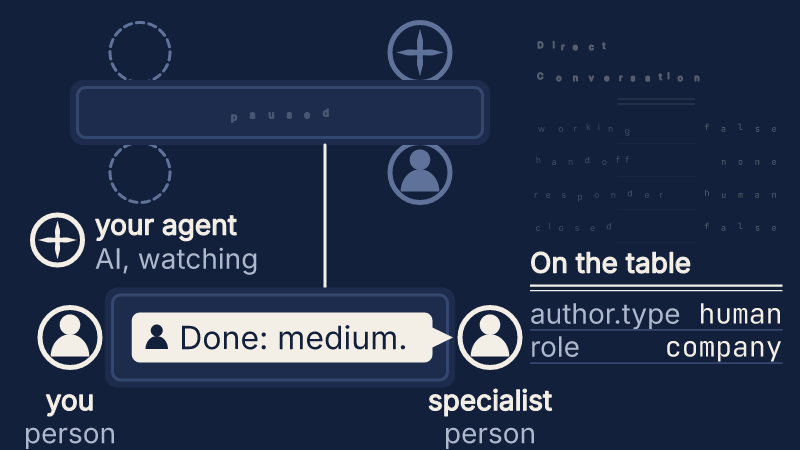 Direct
Conversation
paused
working false
handoff none
responder human
closed false
your agent
AI, watching
On the table
author.type human
role company
Done: medium.
you
person
specialist
person